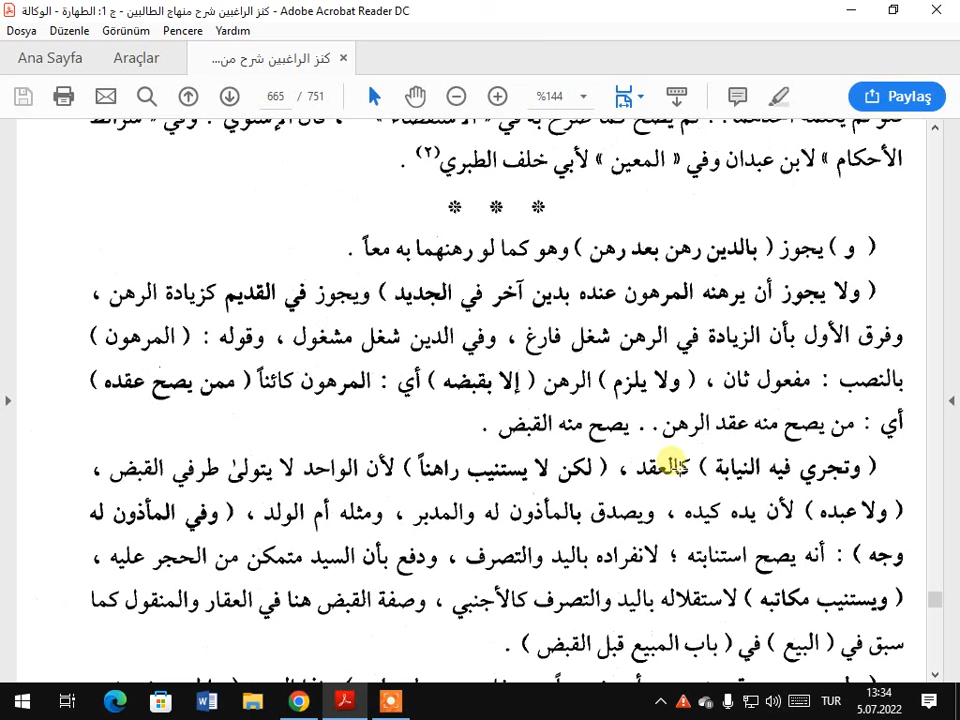 كنز الراغبين شرح منهاج الطالبين - ج 1: الطهارة - الوكالة - Adobe Acrobat Reader DC
Dosya Düzenle Görünüm Pencere Yardım
Ana Sayfa Araçlar كنز الراغبين شرح من...
665 / 751 %144 Paylaş
الأحكام » لابن عبدان وفي « المعين » لأبي خلف الطبري(٢) .
* * *
( و ) يجوز ( بالدين رهن بعد رهن ) وهو كما لو رهنهما به معاً .
( ولا يجوز أن يرهنه المرهون عنده بدين آخر في الجديد ) ويجوز في القديم كزيادة الرهن ،
وفرق الأول بأن الزيادة في الرهن شغل فارغ ، وفي الدين شغل مشغول ، وقوله : ( المرهون )
بالنصب : مفعول ثان ، ( ولا يلزم ) الرهن ( إلا بقبضه ) أي : المرهون كائناً ( ممن يصح عقده )
أي : من يصح منه عقد الرهن . . يصح منه القبض .
( وتجري فيه النيابة ) كالعقد ، ( لكن لا يستنيب راهناً ) لأن الواحد لا يتولىٰ طرفي القبض ،
( ولا عبده ) لأن يده كيده ، ويصدق بالمأذون له والمدبر ، ومثله أم الولد ، ( وفي المأذون له
وجه ) : أنه يصح استنابته ؛ لانفراده باليد والتصرف ، ودفع بأن السيد متمكن من الحجر عليه ،
( ويستنيب مكاتبه ) لاستقلاله باليد والتصرف كالأجنبي ، وصفة القبض هنا في العقار والمنقول كما
سبق في ( البيع ) في ( باب المبيع قبل القبض ) .
TUR 13:34
5.07.2022